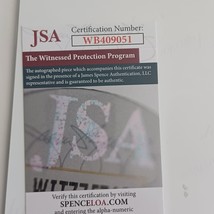 JSA
Certification Number:
WB409051
The Witnessed Protection Program
The autographed piece which accompanies this certificate was
signed in the presence of a James Spence Authentication, LLC
representative and is guaranteed to be authentic.
JSA
Verify this certification by visiting
SPENCELOA.COM
and entering the alpha-numeric